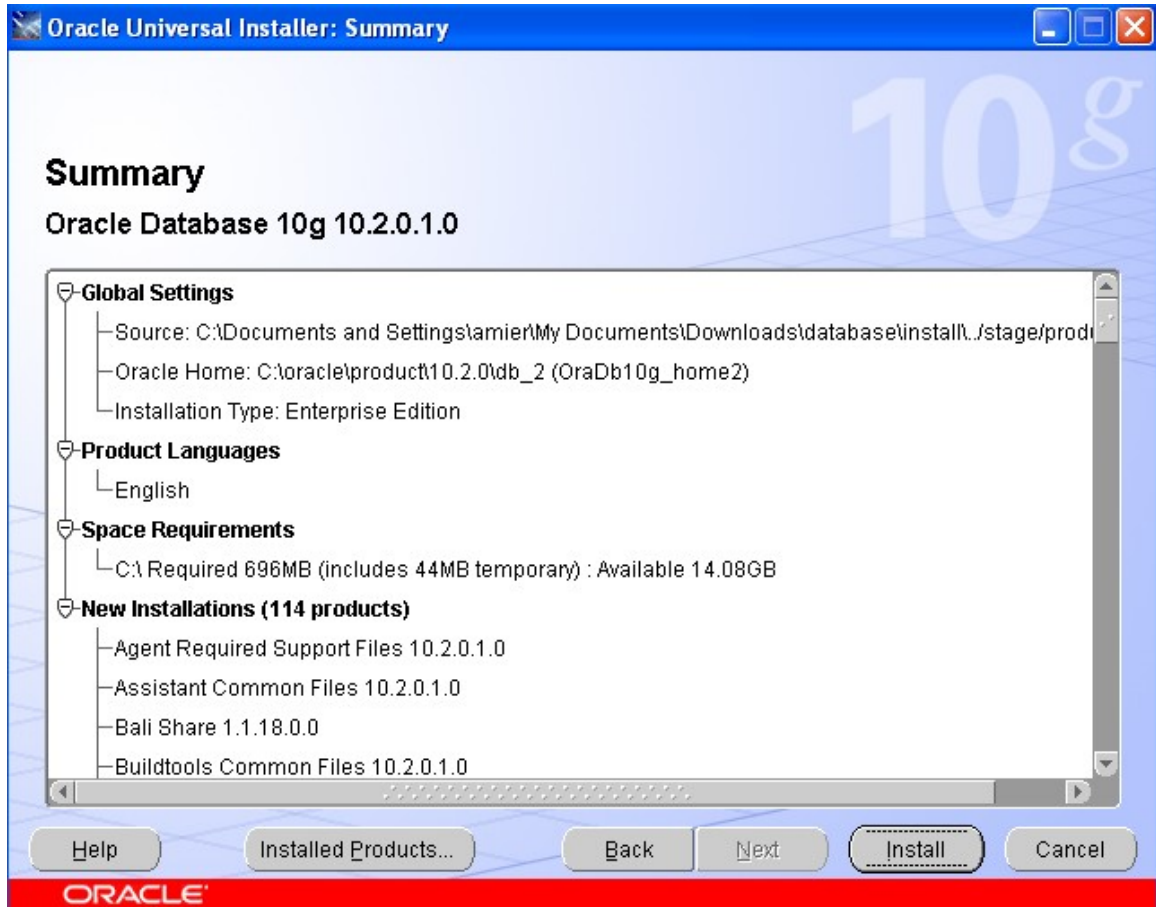 Oracle Universal Installer: Summary
10g
Summary
Oracle Database 10g 10.2.0.1.0
Global Settings
Source: C:\Documents and Settings\amier\My Documents\Downloads\database\install\../stage/produ
Oracle Home: C:\oracle\product\10.2.0\db_2 (OraDb10g_home2)
Installation Type: Enterprise Edition
Product Languages
English
Space Requirements
C:\ Required 696MB (includes 44MB temporary) : Available 14.08GB
New Installations (114 products)
Agent Required Support Files 10.2.0.1.0
Assistant Common Files 10.2.0.1.0
Bali Share 1.1.18.0.0
Buildtools Common Files 10.2.0.1.0
Help Installed Products... Back Next Install Cancel
ORACLE